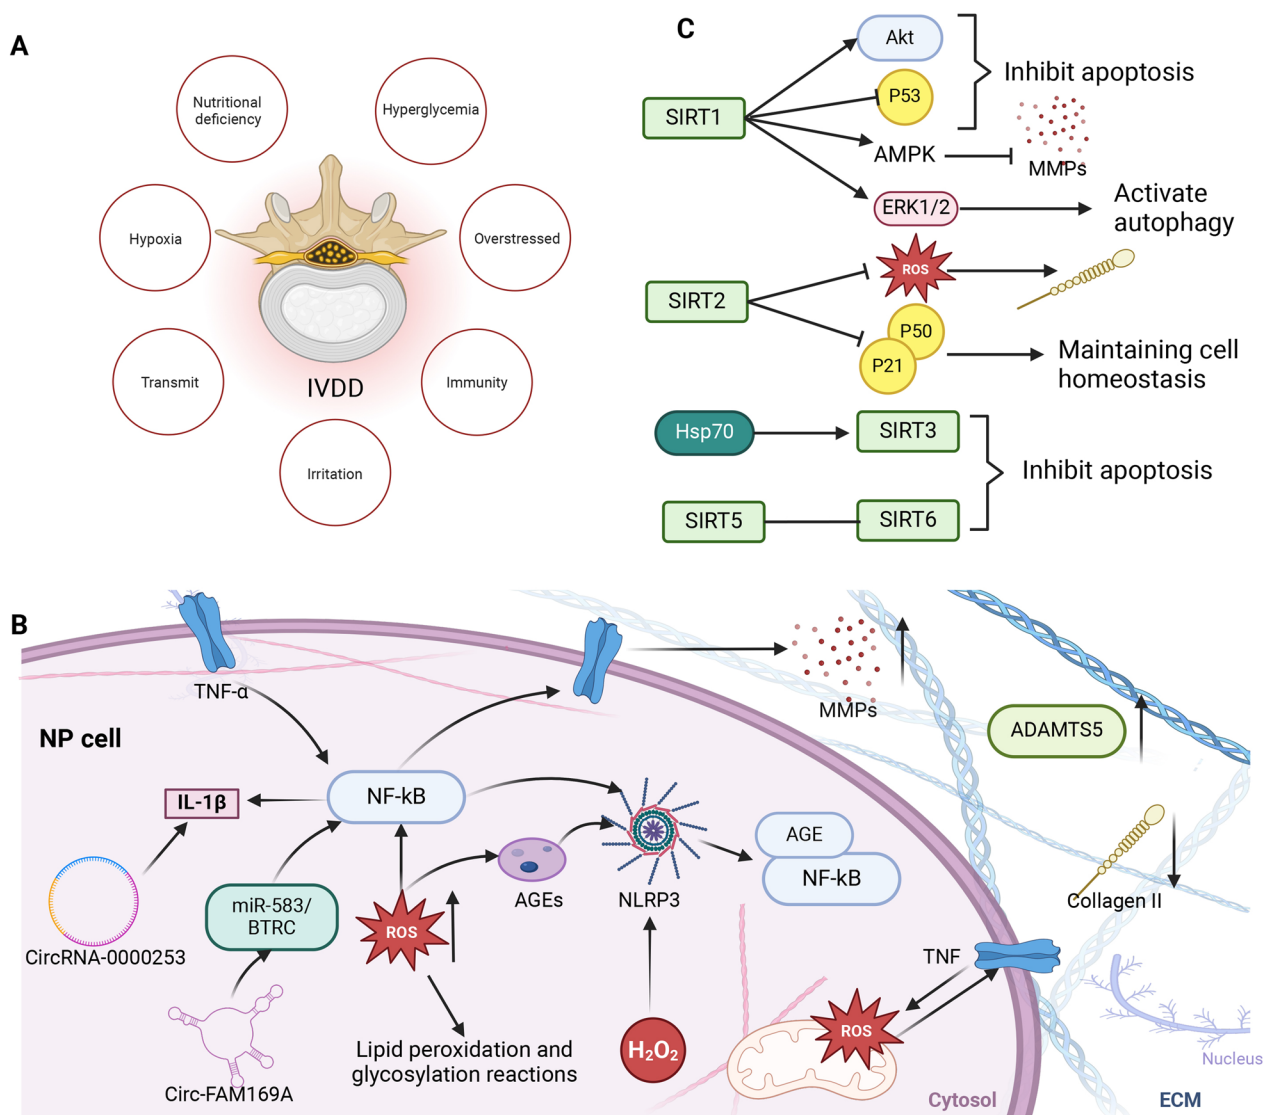 A
Nutritional
deficiency
Hyperglycemia
Hypoxia
Overstressed
Transmit
Immunity
IVDD
Irritation
C
SIRT1
Akt
P53
Inhibit apoptosis
AMPK
MMPs
ERK1/2
Activate
autophagy
SIRT2
ROS
P50
P21
Maintaining cell
homeostasis
Hsp70
SIRT3
Inhibit apoptosis
SIRT5
SIRT6
B
TNF-α
NP cell
MMPs
ADAMTS5
IL-1β
NF-kB
AGE
NF-kB
AGEs
NLRP3
Collagen II
miR-583/
BTRC
ROS
CircRNA-0000253
TNF
ROS
Lipid peroxidation and
glycosylation reactions
H₂O₂
Circ-FAM169A
Nucleus
Cytosol
ECM